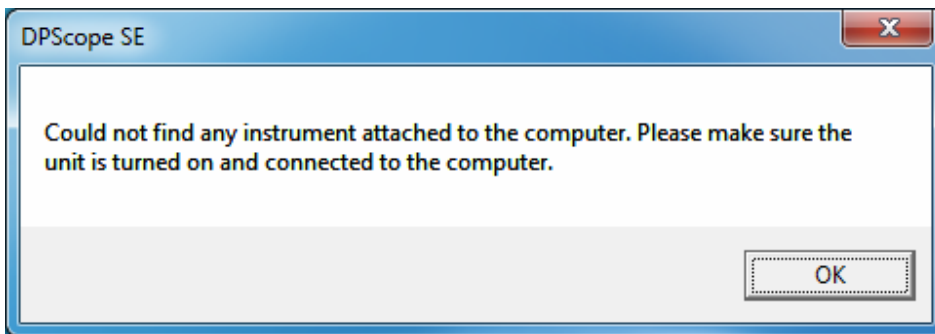 DPScope SE
Could not find any instrument attached to the computer. Please make sure the
unit is turned on and connected to the computer.
OK